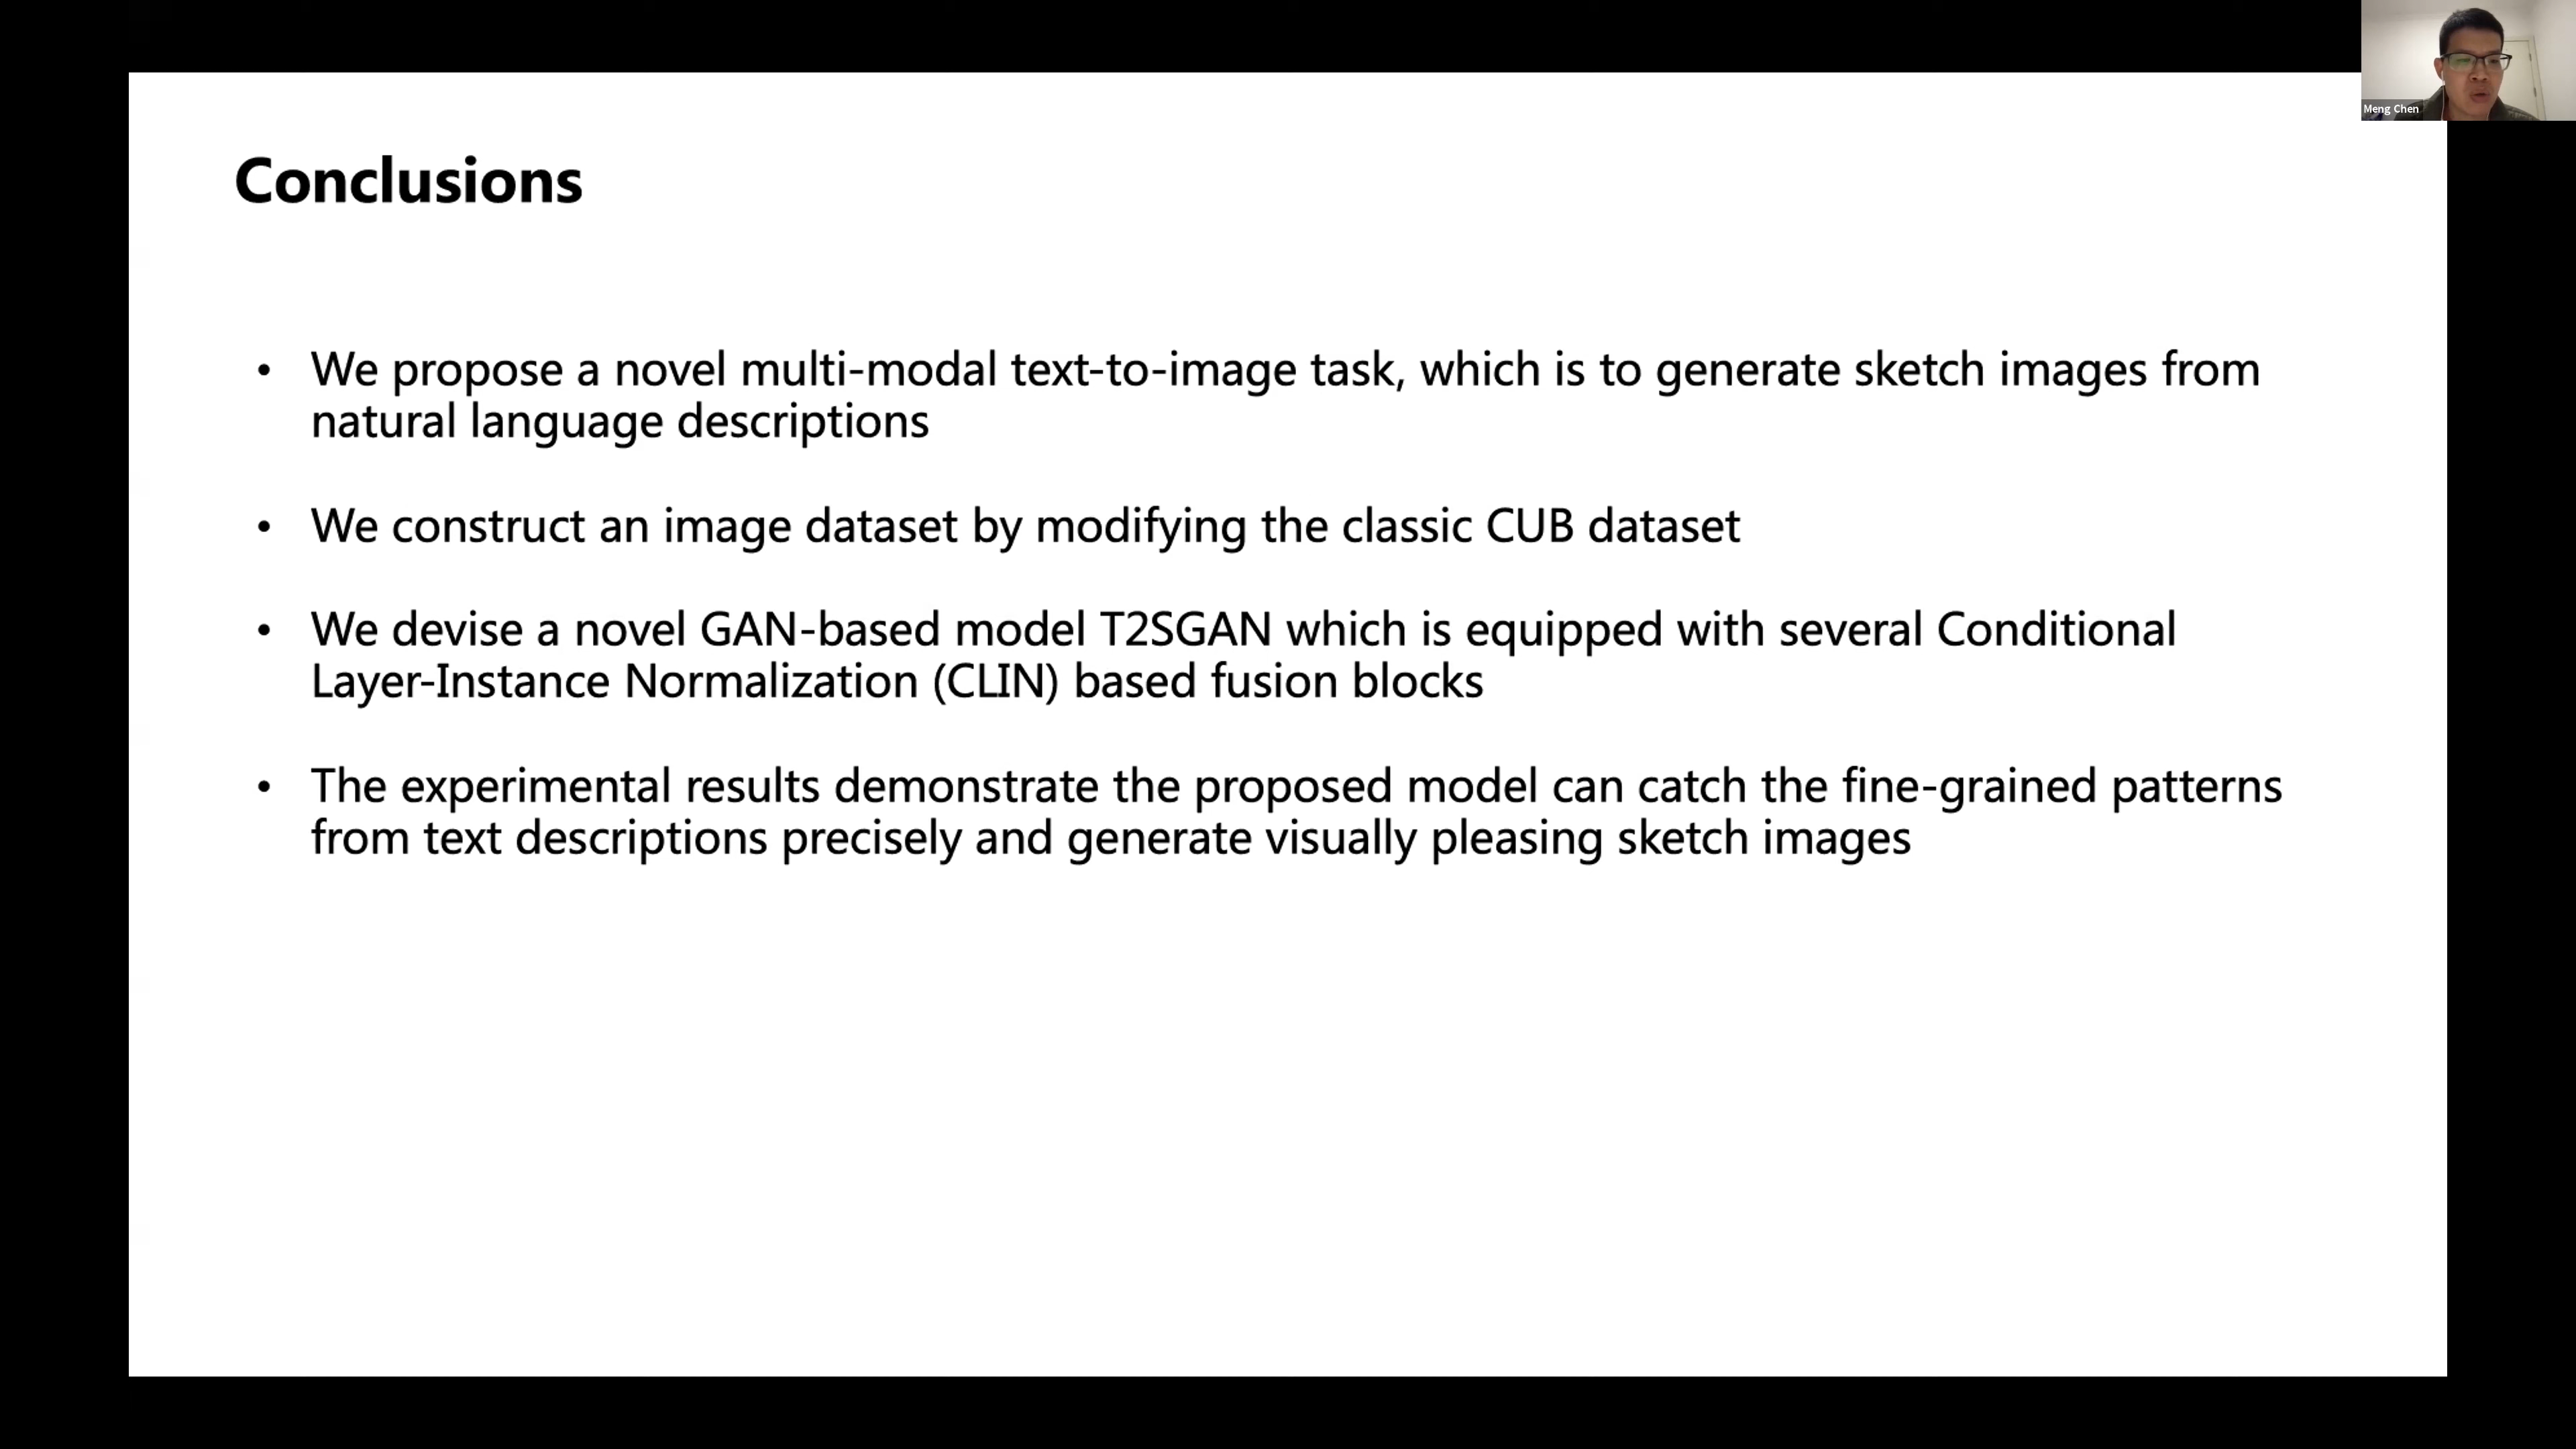 Meng Chen
Conclusions
• We propose a novel multi-modal text-to-image task, which is to generate sketch images from
natural language descriptions
• We construct an image dataset by modifying the classic CUB dataset
• We devise a novel GAN-based model T2SGAN which is equipped with several Conditional
Layer-Instance Normalization (CLIN) based fusion blocks
• The experimental results demonstrate the proposed model can catch the fine-grained patterns
from text descriptions precisely and generate visually pleasing sketch images